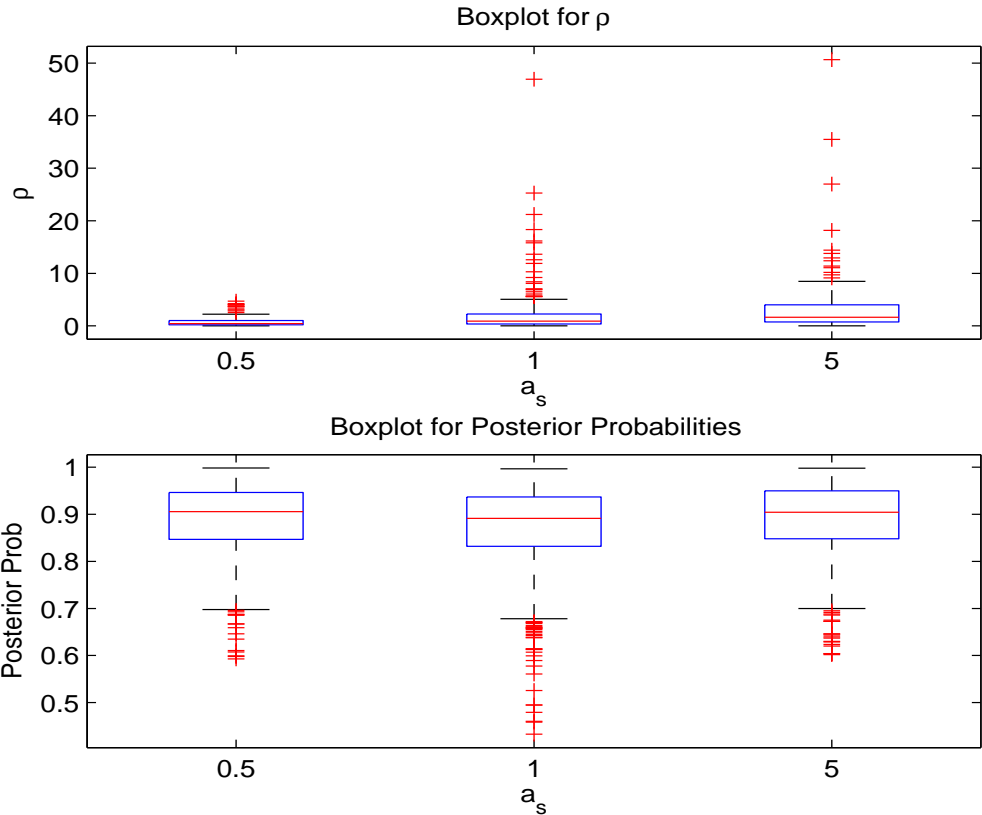 Boxplot for ρ
50
40
30
20
10
0
ρ
0.5 1 5
a_s
Boxplot for Posterior Probabilities
1
0.9
0.8
0.7
0.6
0.5
Posterior Prob
0.5 1 5
a_s